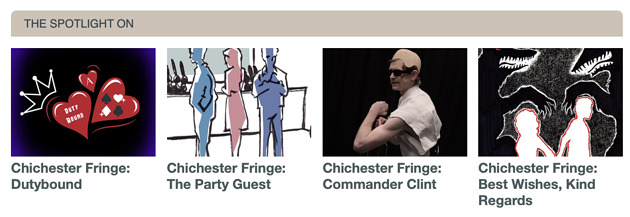 THE SPOTLIGHT ON
A
DUTY
BOUND
Chichester Fringe:
Dutybound
Chichester Fringe:
The Party Guest
Chichester Fringe:
Commander Clint
Chichester Fringe:
Best Wishes, Kind
Regards